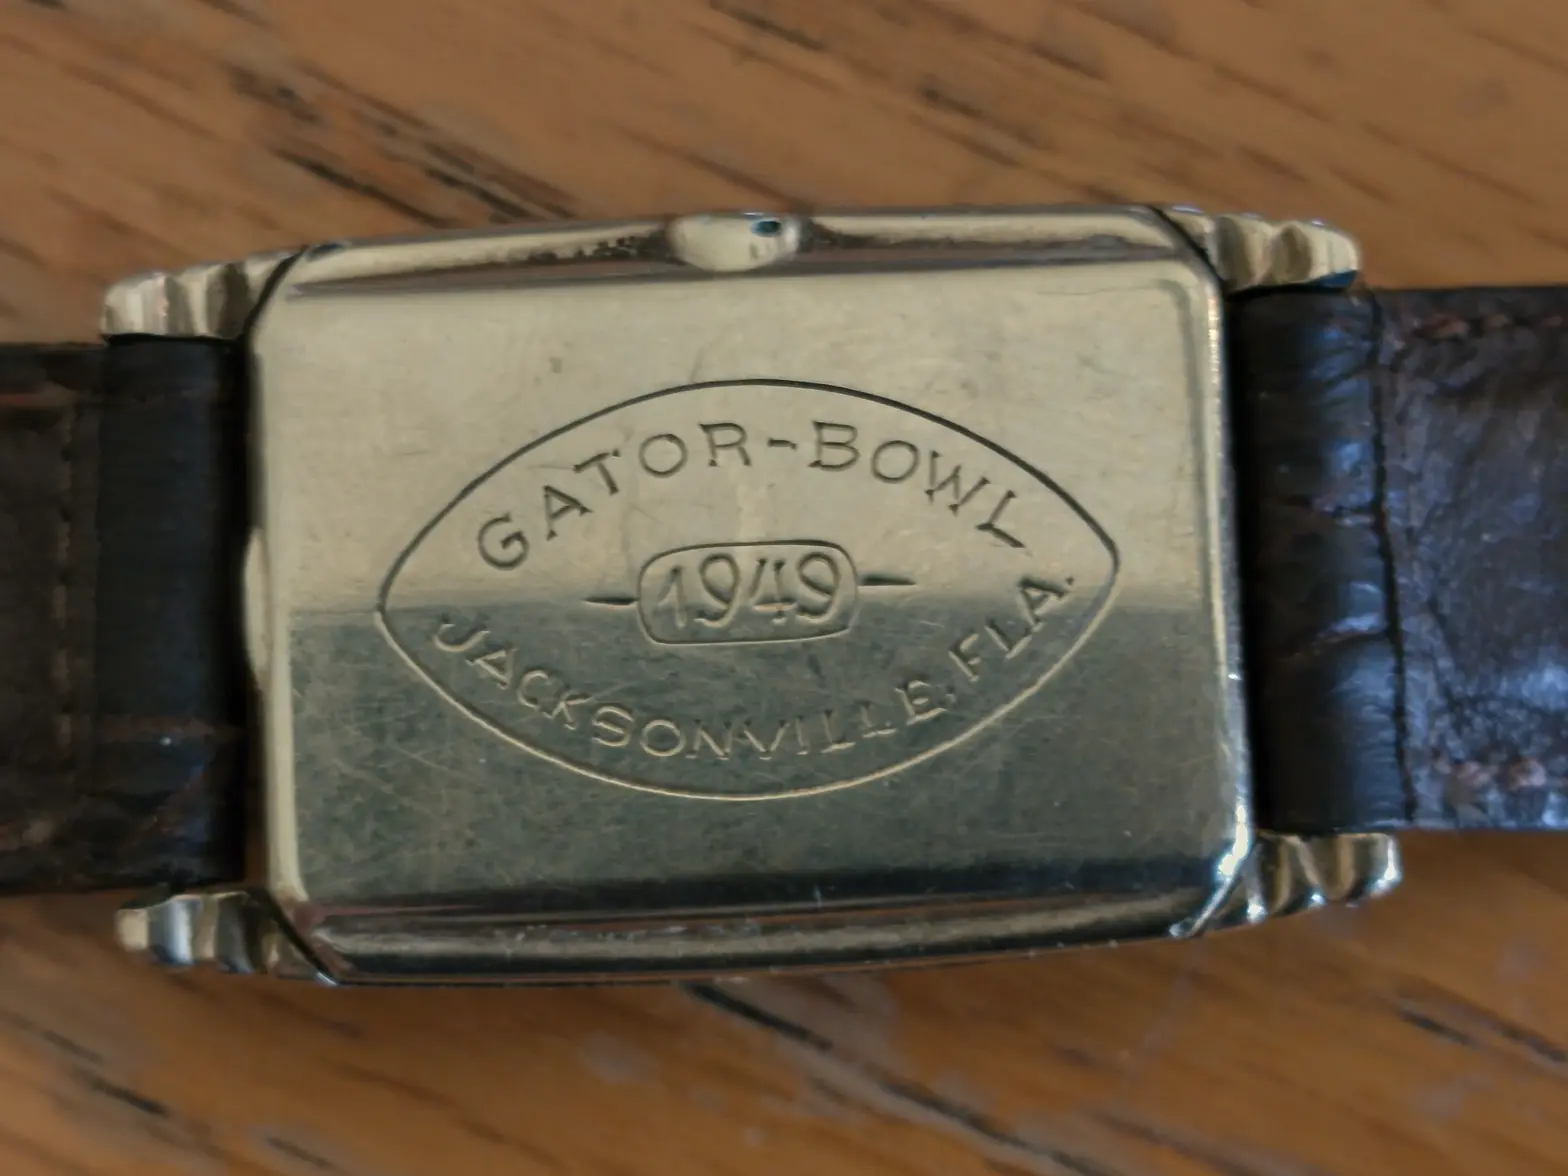 GATOR-BOWL
1949
JACKSONVILLE, FLA.